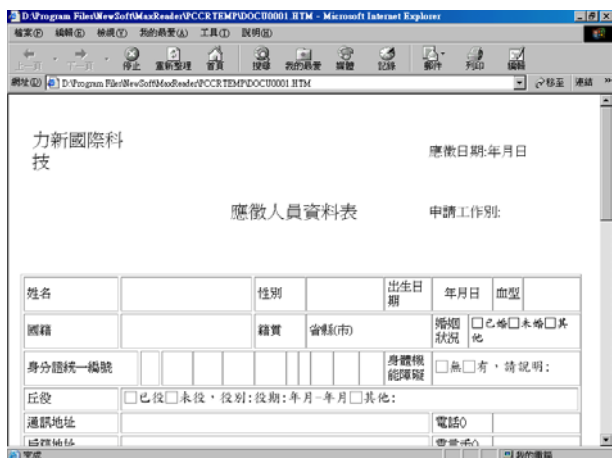 D:\Program Files\NewSoft\MaxReader\PCCRTEMP\DOCU0001.HTM - Microsoft Internet Explorer
檔案(F) 編輯(E) 檢視(V) 我的最愛(A) 工具(T) 說明(H)
上一頁 下一頁 停止 重新整理 首頁 搜尋 我的最愛 媒體 記錄 郵件 列印 編輯
網址(D) D:\Program Files\NewSoft\MaxReader\PCCRTEMP\DOCU0001.HTM 移至 連結 »
力新國際科
技
應徵日期:年月日
應徵人員資料表 申請工作別:
姓名 性別 出生日期 年月日 血型
國籍 籍貫 省縣(市) 婚姻狀況 □已婚□未婚□其他
身分證統一編號 身體機能障礙 □無□有，請說明:
丘役 □已役□未役，役別:役期:年月-年月□其他:
通訊地址 電話()
戶籍地址
完成 我的電腦